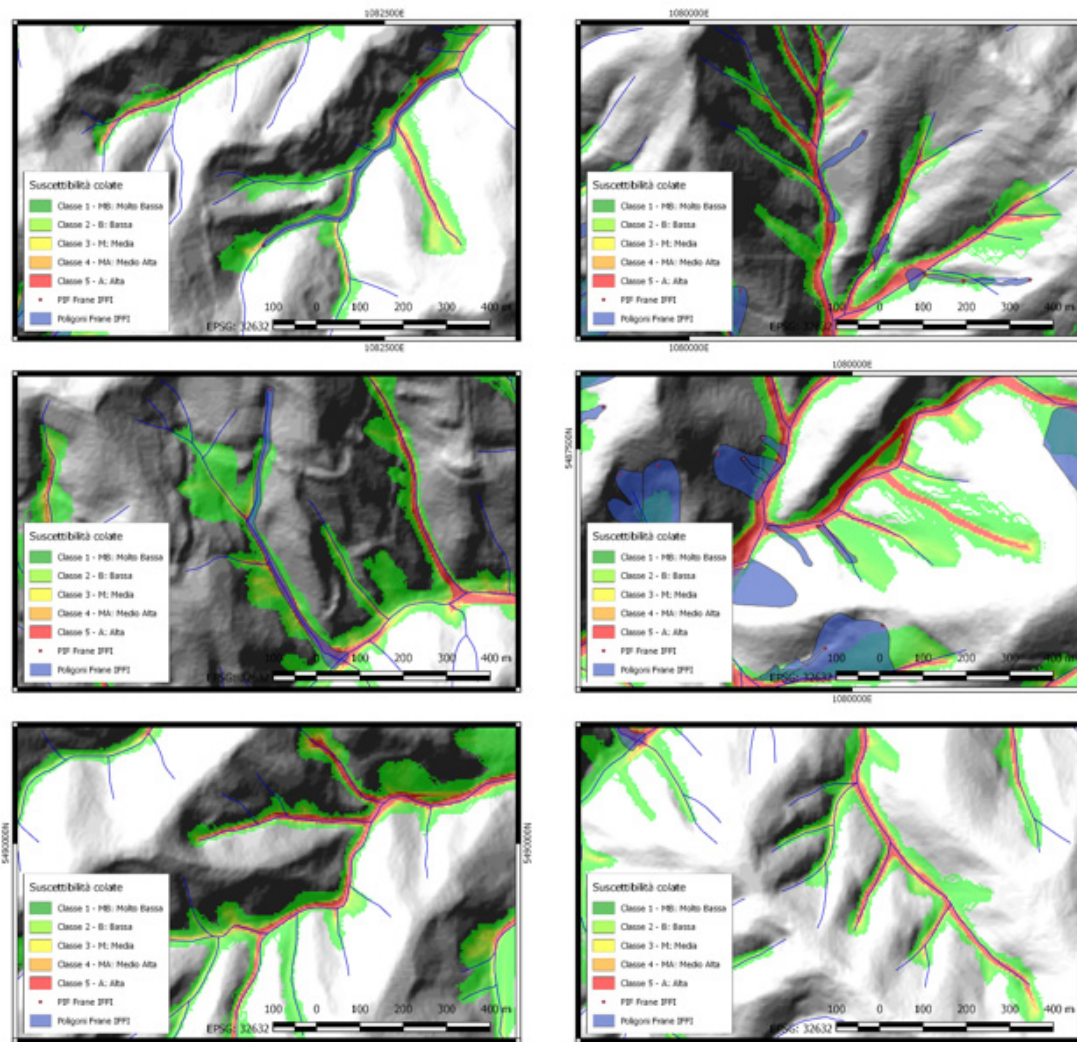 1082500E
1080000E
Suscettibilità colate
Classe 1 - MB: Molto Bassa
Classe 2 - B: Bassa
Classe 3 - M: Media
Classe 4 - MA: Medio Alta
Classe 5 - A: Alta
PIF Frane IFFI
Poligoni Frane IFFI
100 0 100 200 300 400 m
EPSG: 32632
Suscettibilità colate
Classe 1 - MB: Molto Bassa
Classe 2 - B: Bassa
Classe 3 - M: Media
Classe 4 - MA: Medio Alta
Classe 5 - A: Alta
PIF Frane IFFI
Poligoni Frane IFFI
100 0 100 200 300 400 m
EPSG: 32632
1082500E
1080000E
1080000E
5487500N
Suscettibilità colate
Classe 1 - MB: Molto Bassa
Classe 2 - B: Bassa
Classe 3 - M: Media
Classe 4 - MA: Medio Alta
Classe 5 - A: Alta
PIF Frane IFFI
Poligoni Frane IFFI
100 0 100 200 300 400 m
EPSG: 32632
Suscettibilità colate
Classe 1 - MB: Molto Bassa
Classe 2 - B: Bassa
Classe 3 - M: Media
Classe 4 - MA: Medio Alta
Classe 5 - A: Alta
PIF Frane IFFI
Poligoni Frane IFFI
100 0 100 200 300 400 m
EPSG: 32632
1080000E
5490000N
5490000N
Suscettibilità colate
Classe 1 - MB: Molto Bassa
Classe 2 - B: Bassa
Classe 3 - M: Media
Classe 4 - MA: Medio Alta
Classe 5 - A: Alta
PIF Frane IFFI
Poligoni Frane IFFI
100 0 100 200 300 400 m
EPSG: 32632
Suscettibilità colate
Classe 1 - MB: Molto Bassa
Classe 2 - B: Bassa
Classe 3 - M: Media
Classe 4 - MA: Medio Alta
Classe 5 - A: Alta
PIF Frane IFFI
Poligoni Frane IFFI
100 0 100 200 300 400 m
EPSG: 32632